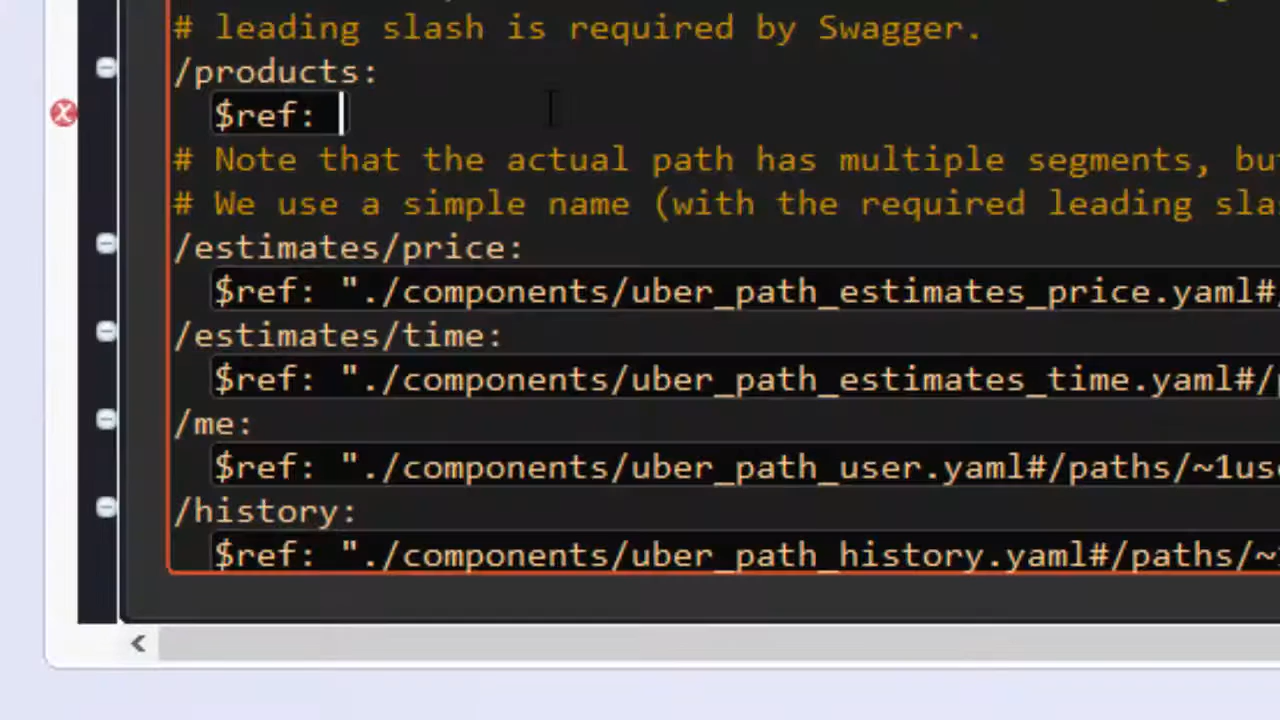 # leading slash is required by Swagger.
/products:
$ref:
# Note that the actual path has multiple segments,
# We use a simple name (with the required leading
/estimates/price:
$ref: "./components/uber_path_estimates_price.yaml#/
/estimates/time:
$ref: "./components/uber_path_estimates_time.yaml#/
/me:
$ref: "./components/uber_path_user.yaml#/paths/~1us
/history:
$ref: "./components/uber_path_history.yaml#/paths/~